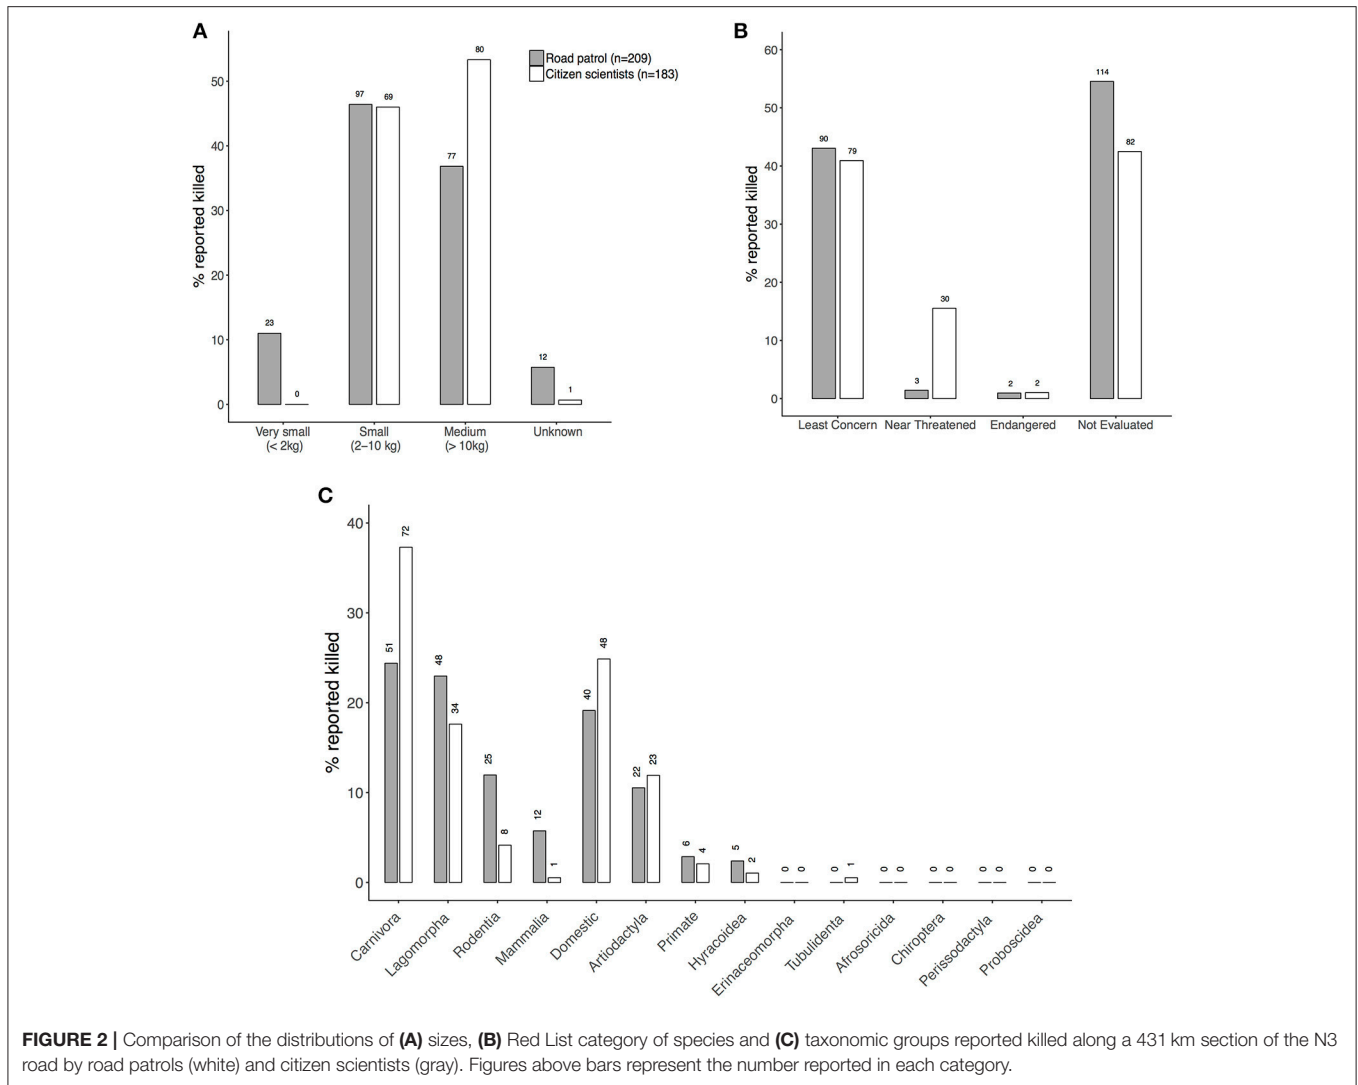 A
% reported killed
50
40
30
20
10
0
23
0
97
69
77
80
12
1
Road patrol (n=209)
Citizen scientists (n=183)
Very small Small Medium Unknown
(< 2kg) (2–10 kg) (> 10kg)
B
% reported killed
60
50
40
30
20
10
0
90
79
3
30
2
2
114
82
Least Concern Near Threatened Endangered Not Evaluated
C
% reported killed
40
30
20
10
0
51
72
48
34
25
8
12
1
40
48
22
23
6
4
5
2
0
0
0
1
0
0
0
0
0
0
0
0
Carnivora
Lagomorpha
Rodentia
Mammalia
Domestic
Artiodactyla
Primate
Hyracoidea
Erinaceomorpha
Tubulidenta
Afrosoricida
Chiroptera
Perissodactyla
Proboscidea
FIGURE 2 | Comparison of the distributions of (A) sizes, (B) Red List category of species and (C) taxonomic groups reported killed along a 431 km section of the N3
road by road patrols (white) and citizen scientists (gray). Figures above bars represent the number reported in each category.